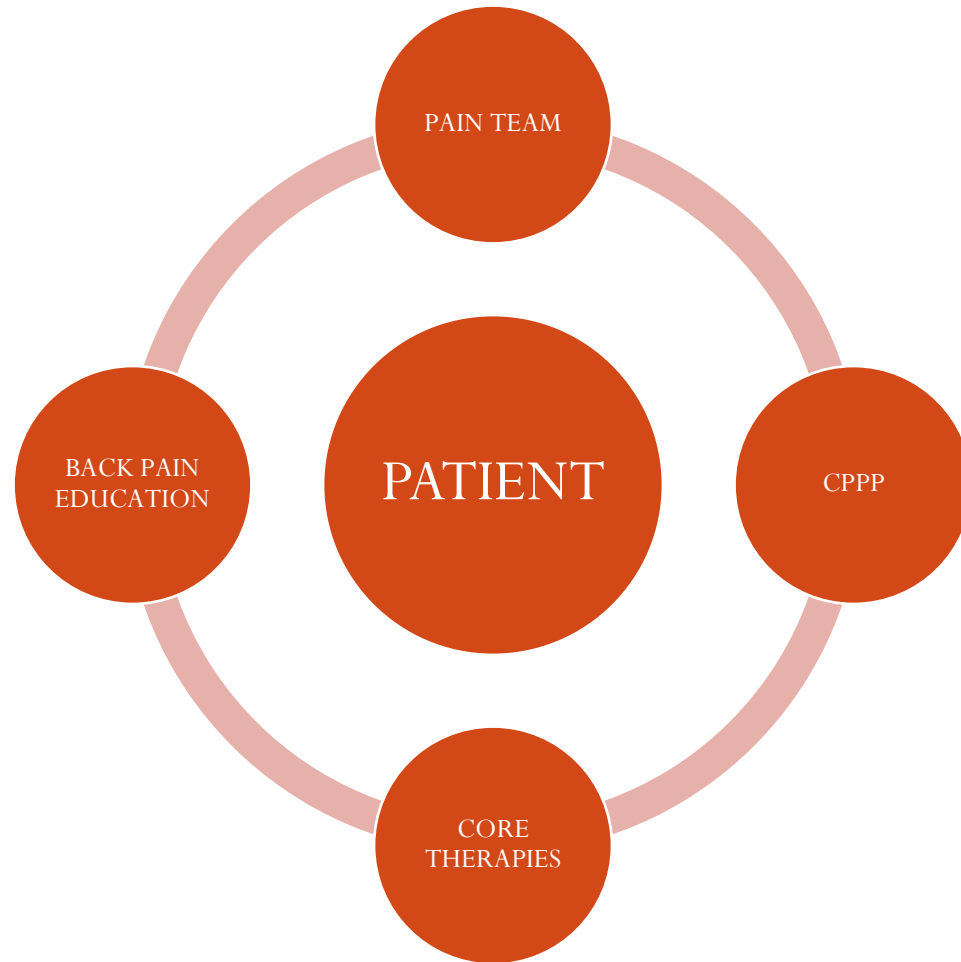 PAIN TEAM
BACK PAIN
EDUCATION
PATIENT
CPPP
CORE
THERAPIES